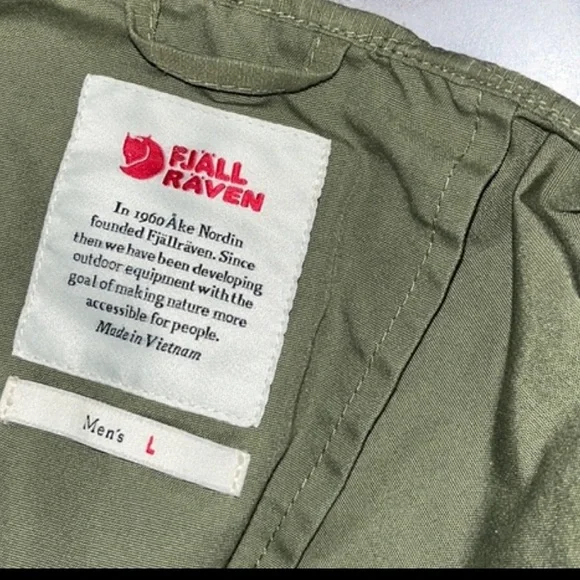 FJÄLL
RÄVEN
In 1960 Åke Nordin
founded Fjällräven. Since
then we have been developing
outdoor equipment with the
goal of making nature more
accessible for people.
Made in Vietnam
Men's L